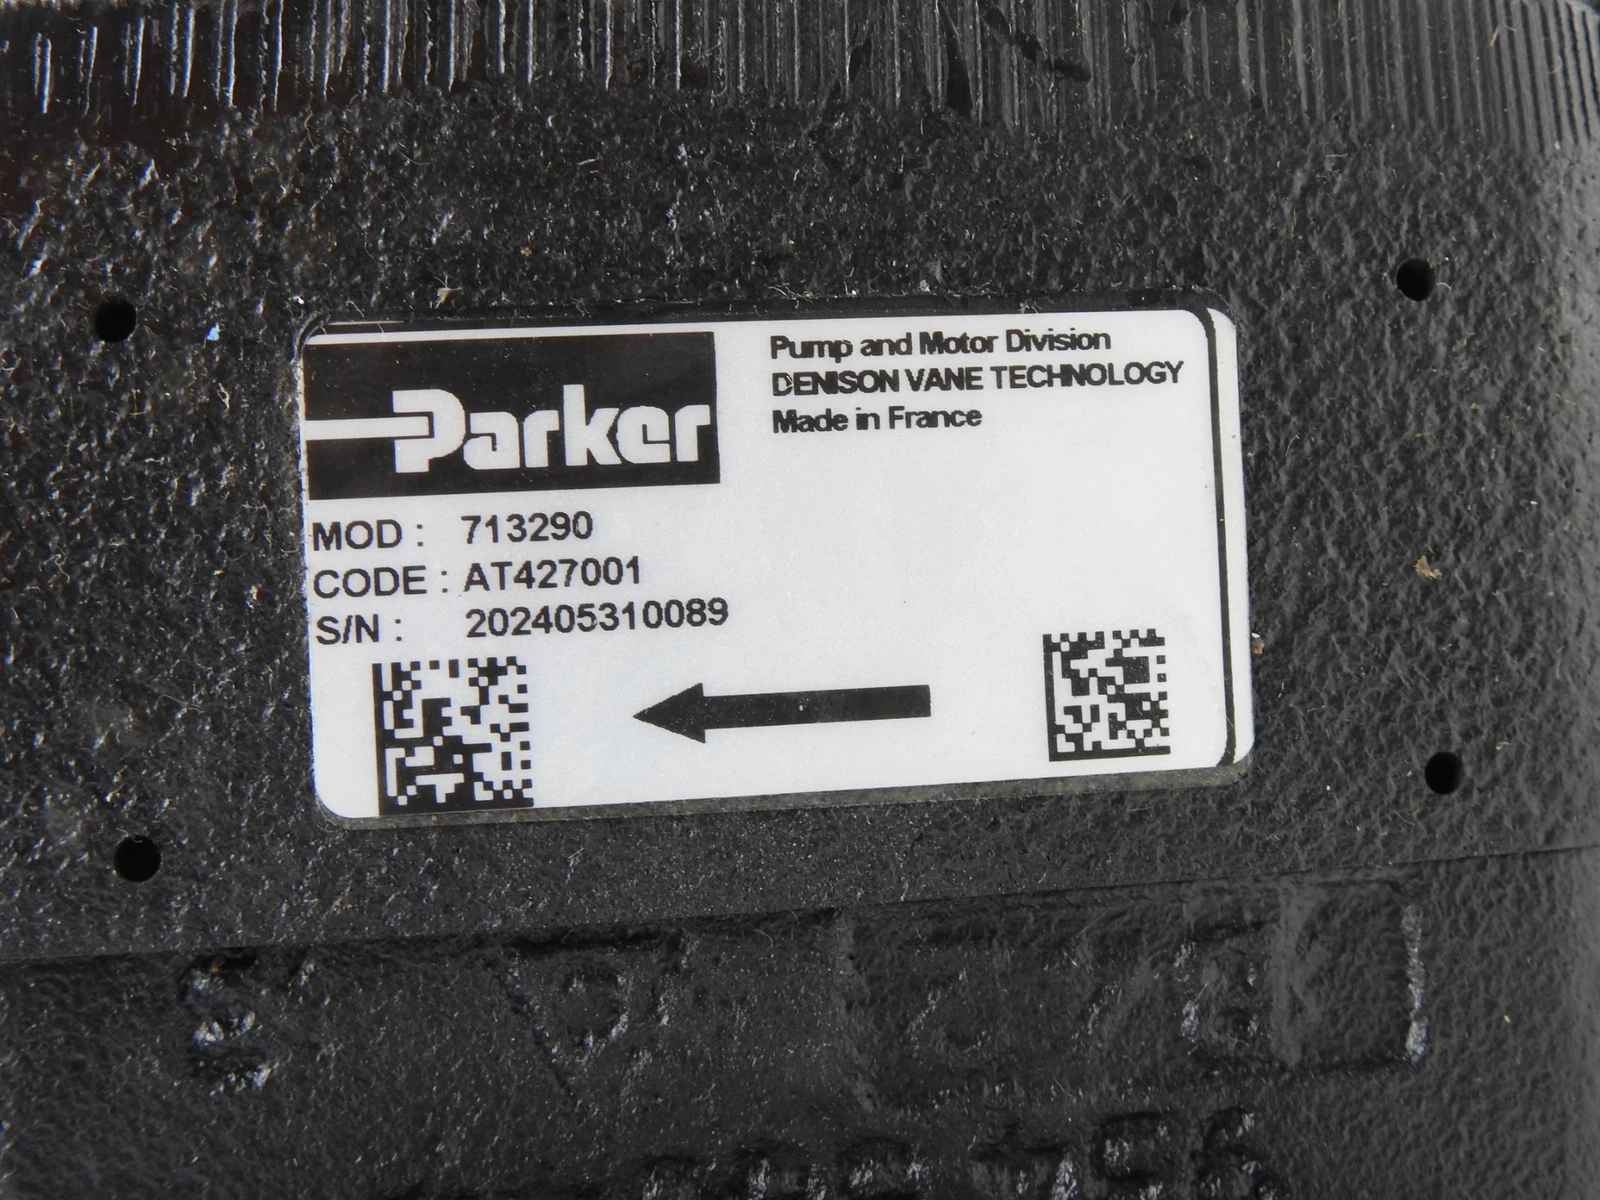 Parker
Pump and Motor Division
DENISON VANE TECHNOLOGY
Made in France
MOD : 713290
CODE : AT427001
S/N : 202405310089